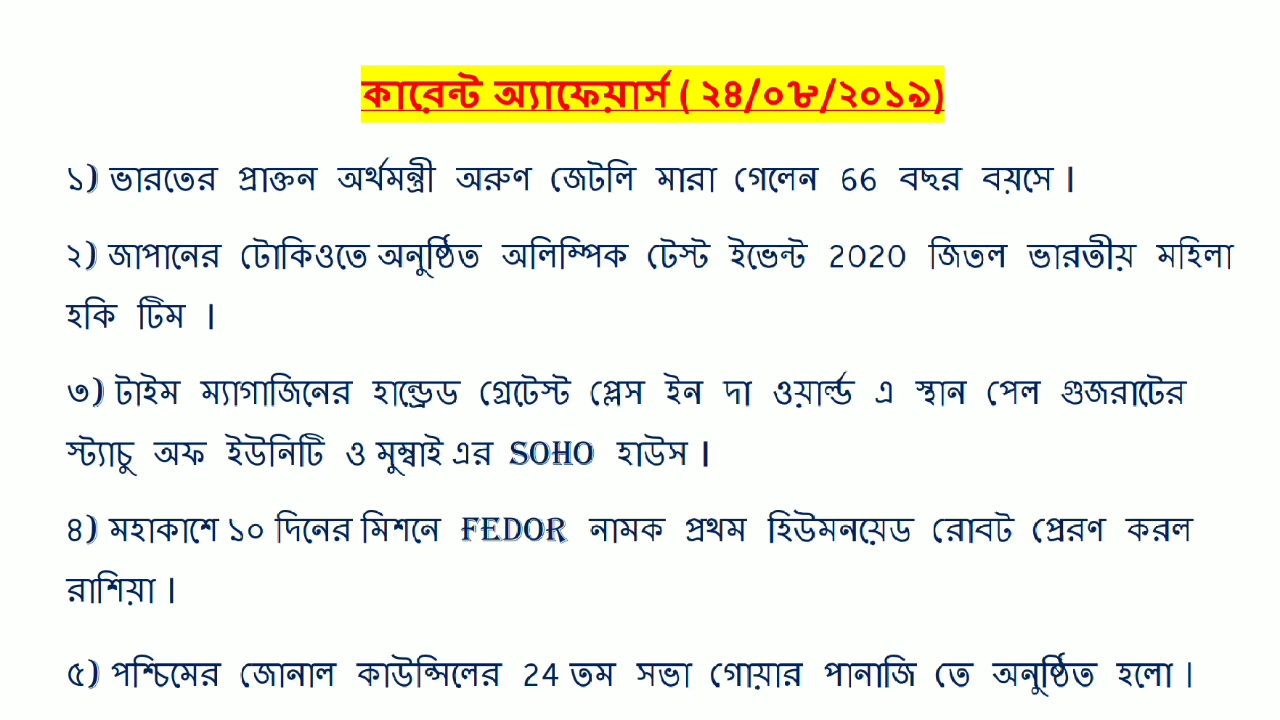 কারেন্ট অ্যাফেয়ার্স ( ২৪/০৮/২০১৯)
১) ভারতের প্রাক্তন অর্থমন্ত্রী অরুণ জেটলি মারা গেলেন 66 বছর বয়সে ।
২) জাপানের টোকিওতে অনুষ্ঠিত অলিম্পিক টেস্ট ইভেন্ট 2020 জিতল ভারতীয় মহিলা
হকি টিম ।
৩) টাইম ম্যাগাজিনের হান্ড্রেড গ্রেটেস্ট প্লেস ইন দা ওয়ার্ল্ড এ স্থান পেল গুজরাটের
স্ট্যাচু অফ ইউনিটি ও মুম্বাই এর SOHO হাউস ।
৪) মহাকাশে ১০ দিনের মিশনে FEDOR নামক প্রথম হিউমনয়েড রোবট প্রেরণ করল
রাশিয়া ।
৫) পশ্চিমের জোনাল কাউন্সিলের 24 তম সভা গোয়ার পানাজি তে অনুষ্ঠিত হলো ।